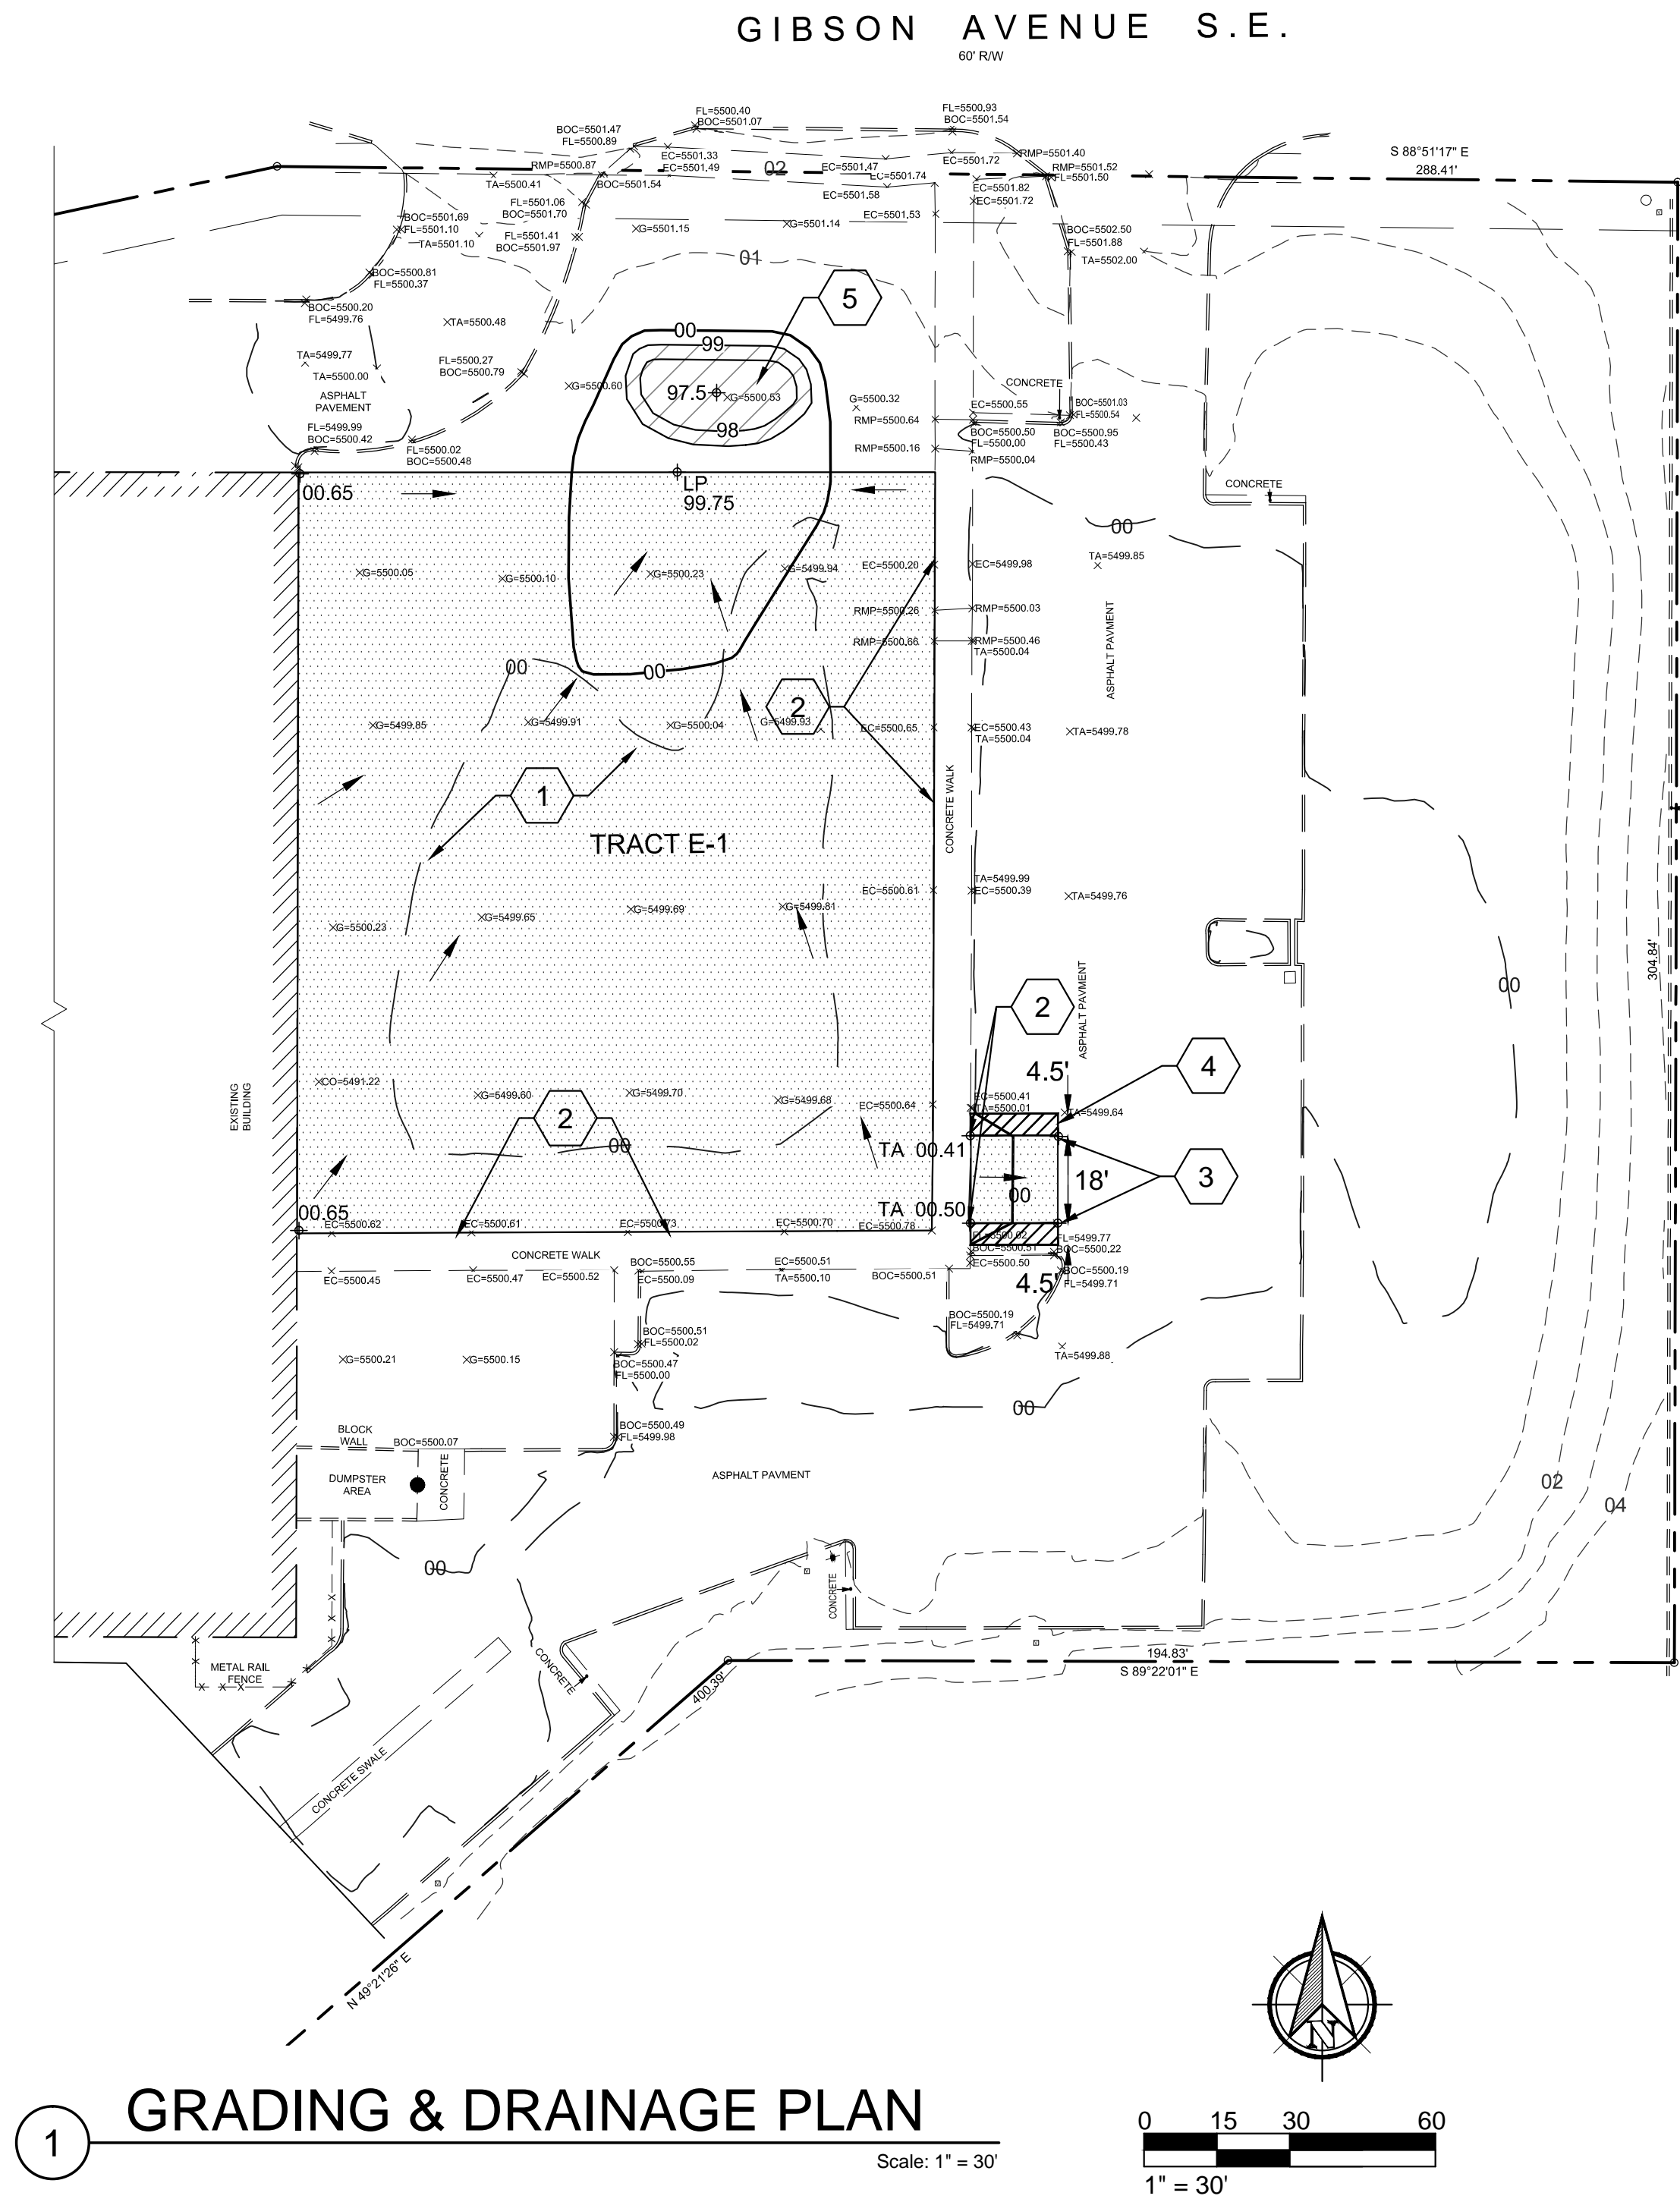 GIBSON AVENUE S.E.
60' R/W
FL=5500.40
BOC=5501.07
FL=5500.93
BOC=5501.54
BOC=5501.47
FL=5500.89
EC=5501.33
EC=5501.49
RMP=5500.87
02
EC=5501.47
EC=5501.74
EC=5501.72
RMP=5501.40
RMP=5501.52
FL=5501.50
S 88°51'17" E
288.41'
TA=5500.41
BOC=5501.54
EC=5501.58
EC=5501.82
EC=5501.72
FL=5501.06
BOC=5501.70
BOC=5501.69
FL=5501.10
TA=5501.10
FL=5501.41
BOC=5501.97
G=5501.15
G=5501.14
EC=5501.53
BOC=5502.50
FL=5501.88
TA=5502.00
01
BOC=5500.81
FL=5500.37
BOC=5500.20
FL=5499.76
5
TA=5500.48
00
99
TA=5499.77
TA=5500.00
FL=5500.27
BOC=5500.79
G=5500.60
97.5
G=5500.53
98
G=5500.32
RMP=5500.64
CONCRETE
EC=5500.55
BOC=5501.03
FL=5500.54
ASPHALT
PAVEMENT
FL=5499.99
BOC=5500.42
FL=5500.02
BOC=5500.48
BOC=5500.50
FL=5500.00
BOC=5500.95
FL=5500.43
RMP=5500.16
RMP=5500.04
CONCRETE
00.65
LP
99.75
00
G=5500.05
G=5500.10
G=5500.23
G=5499.94
EC=5500.20
EC=5499.98
TA=5499.85
RMP=5500.26
RMP=5500.03
RMP=5500.66
RMP=5500.46
TA=5500.04
ASPHALT PAVMENT
00
00
2
G=5499.85
G=5499.91
G=5500.04
G=5499.93
EC=5500.65
EC=5500.43
TA=5500.04
TA=5499.78
1
CONCRETE WALK
TRACT E-1
EC=5500.61
TA=5499.99
EC=5500.39
TA=5499.76
G=5500.23
G=5499.65
G=5499.69
G=5499.81
304.84'
00
2
ASPHALT PAVMENT
4
4.5'
EXISTING
BUILDING
CO=5491.22
G=5499.60
G=5499.70
G=5499.68
EC=5500.64
EC=5500.41
TA=5500.01
TA=5499.64
2
00
TA 00.41
3
18'
00
TA 00.50
00.65
EC=5500.62
EC=5500.61
EC=5500.73
EC=5500.70
EC=5500.78
FL=5500.02
BOC=5500.51
EC=5500.50
FL=5499.77
BOC=5500.22
CONCRETE WALK
EC=5500.45
EC=5500.47
EC=5500.52
BOC=5500.55
EC=5500.09
EC=5500.51
TA=5500.10
BOC=5500.51
4.5'
BOC=5500.19
FL=5499.71
BOC=5500.19
FL=5499.71
BOC=5500.51
FL=5500.02
G=5500.21
G=5500.15
BOC=5500.47
FL=5500.00
TA=5499.88
00
BLOCK
WALL
BOC=5500.07
BOC=5500.49
FL=5499.98
DUMPSTER
AREA
CONCRETE
ASPHALT PAVMENT
02
04
00
CONCRETE
METAL RAIL
FENCE
CONCRETE
194.83'
S 89°22'01" E
400.39'
CONCRETE SWALE
N 49°21'26" E
N
1
GRADING & DRAINAGE PLAN
Scale: 1" = 30'
0 15 30 60
1" = 30'